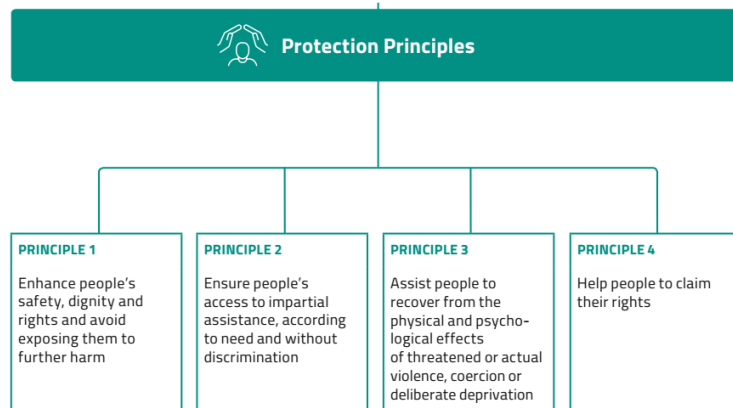 Protection Principles
PRINCIPLE 1
Enhance people's
safety, dignity and
rights and avoid
exposing them to
further harm
PRINCIPLE 2
Ensure people's
access to impartial
assistance, according
to need and without
discrimination
PRINCIPLE 3
Assist people to
recover from the
physical and psycho-
logical effects
of threatened or actual
violence, coercion or
deliberate deprivation
PRINCIPLE 4
Help people to claim
their rights